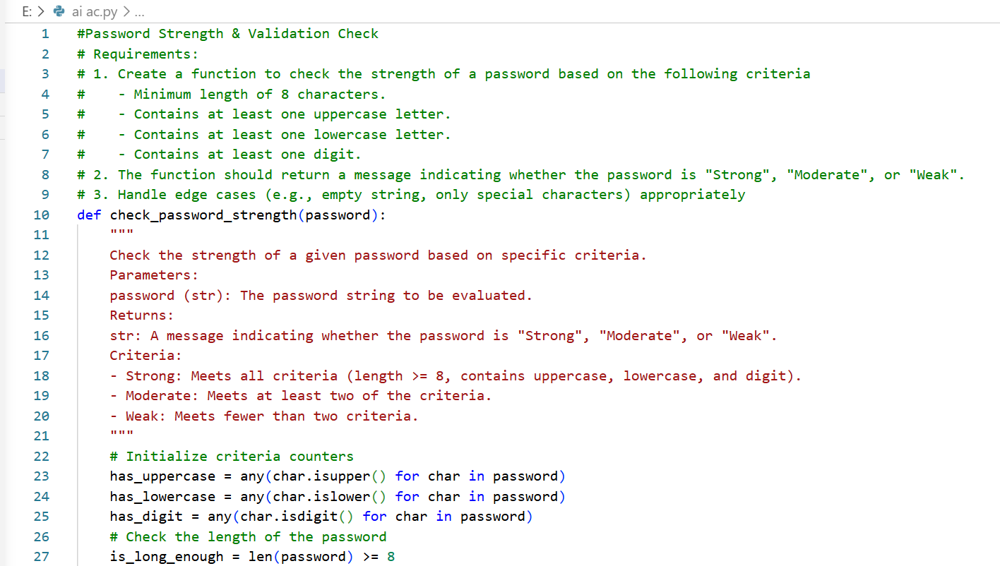 E: > ai ac.py > ...
1 #Password Strength & Validation Check
2 # Requirements:
3 # 1. Create a function to check the strength of a password based on the following criteria
4 #    - Minimum length of 8 characters.
5 #    - Contains at least one uppercase letter.
6 #    - Contains at least one lowercase letter.
7 #    - Contains at least one digit.
8 # 2. The function should return a message indicating whether the password is "Strong", "Moderate", or "Weak".
9 # 3. Handle edge cases (e.g., empty string, only special characters) appropriately
10 def check_password_strength(password):
11     """
12     Check the strength of a given password based on specific criteria.
13     Parameters:
14     password (str): The password string to be evaluated.
15     Returns:
16     str: A message indicating whether the password is "Strong", "Moderate", or "Weak".
17     Criteria:
18     - Strong: Meets all criteria (length >= 8, contains uppercase, lowercase, and digit).
19     - Moderate: Meets at least two of the criteria.
20     - Weak: Meets fewer than two criteria.
21     """
22     # Initialize criteria counters
23     has_uppercase = any(char.isupper() for char in password)
24     has_lowercase = any(char.islower() for char in password)
25     has_digit = any(char.isdigit() for char in password)
26     # Check the length of the password
27     is_long_enough = len(password) >= 8